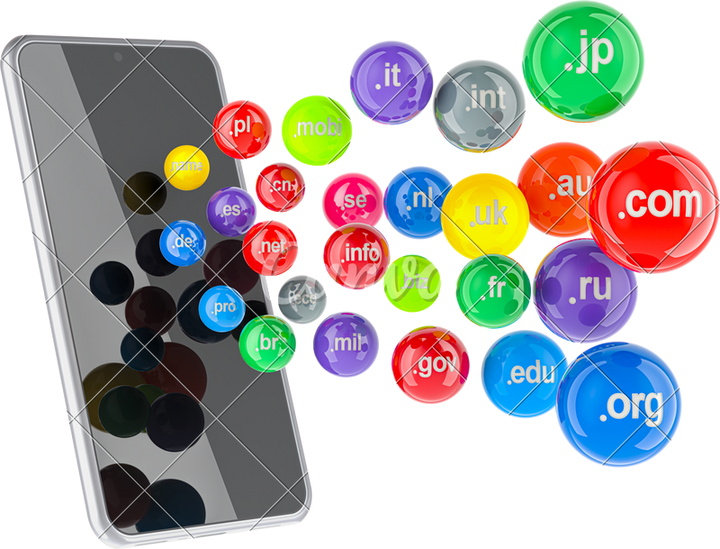 .jp
.it
.int
.pl
.mobi
.cn
.es
.se
.nl
.uk
.au
.com
.de
.net
.info
.fr
.ru
.pro
.br
.mil
.gov
.edu
.org